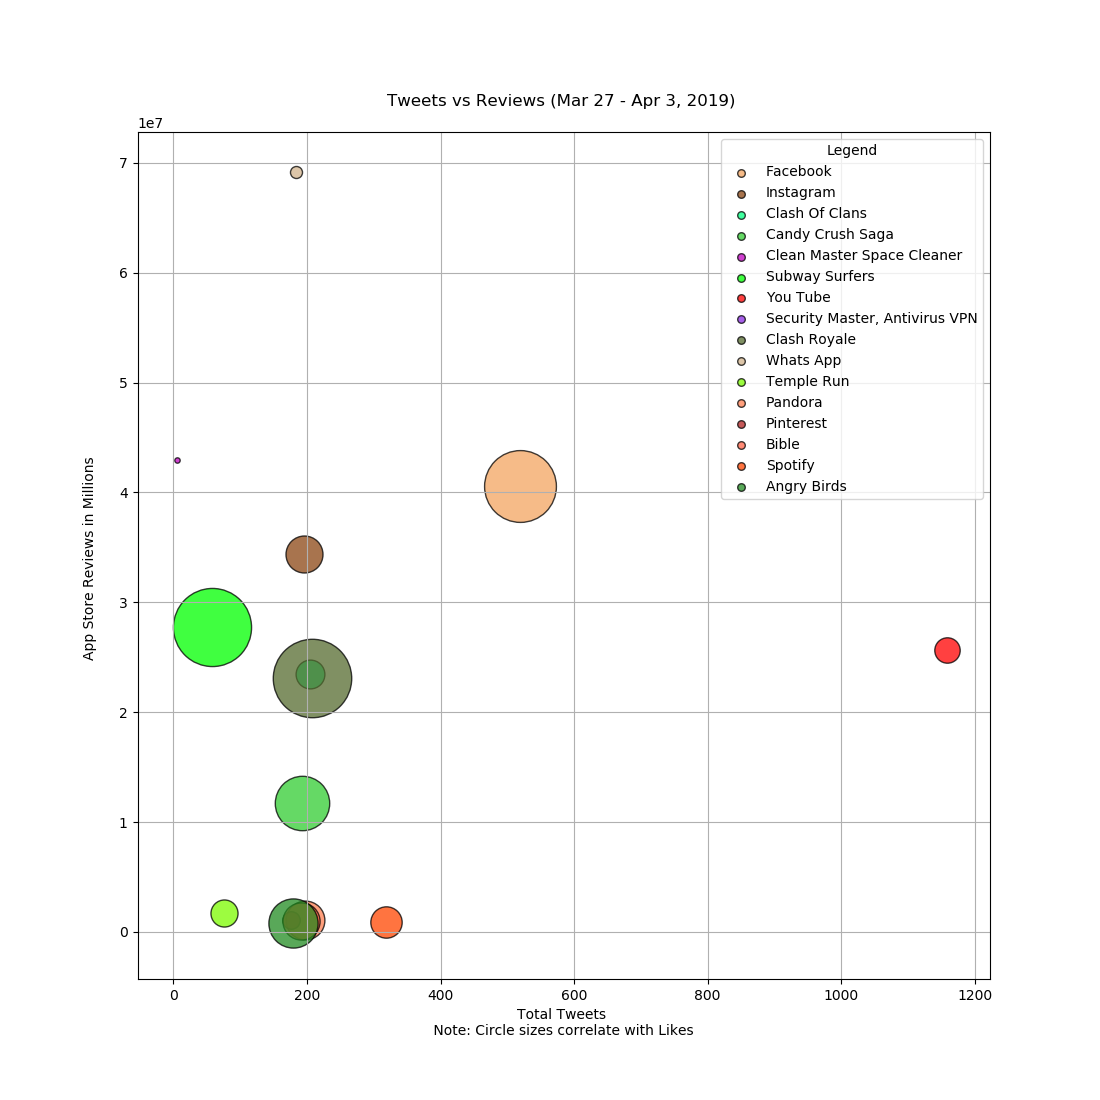 Tweets vs Reviews (Mar 27 - Apr 3, 2019)
1e7
Legend
Facebook
Instagram
Clash Of Clans
Candy Crush Saga
Clean Master Space Cleaner
Subway Surfers
You Tube
Security Master, Antivirus VPN
Clash Royale
Whats App
Temple Run
Pandora
Pinterest
Bible
Spotify
Angry Birds
7
6
5
4
3
2
1
0
App Store Reviews in Millions
0 200 400 600 800 1000 1200
Total Tweets
Note: Circle sizes correlate with Likes